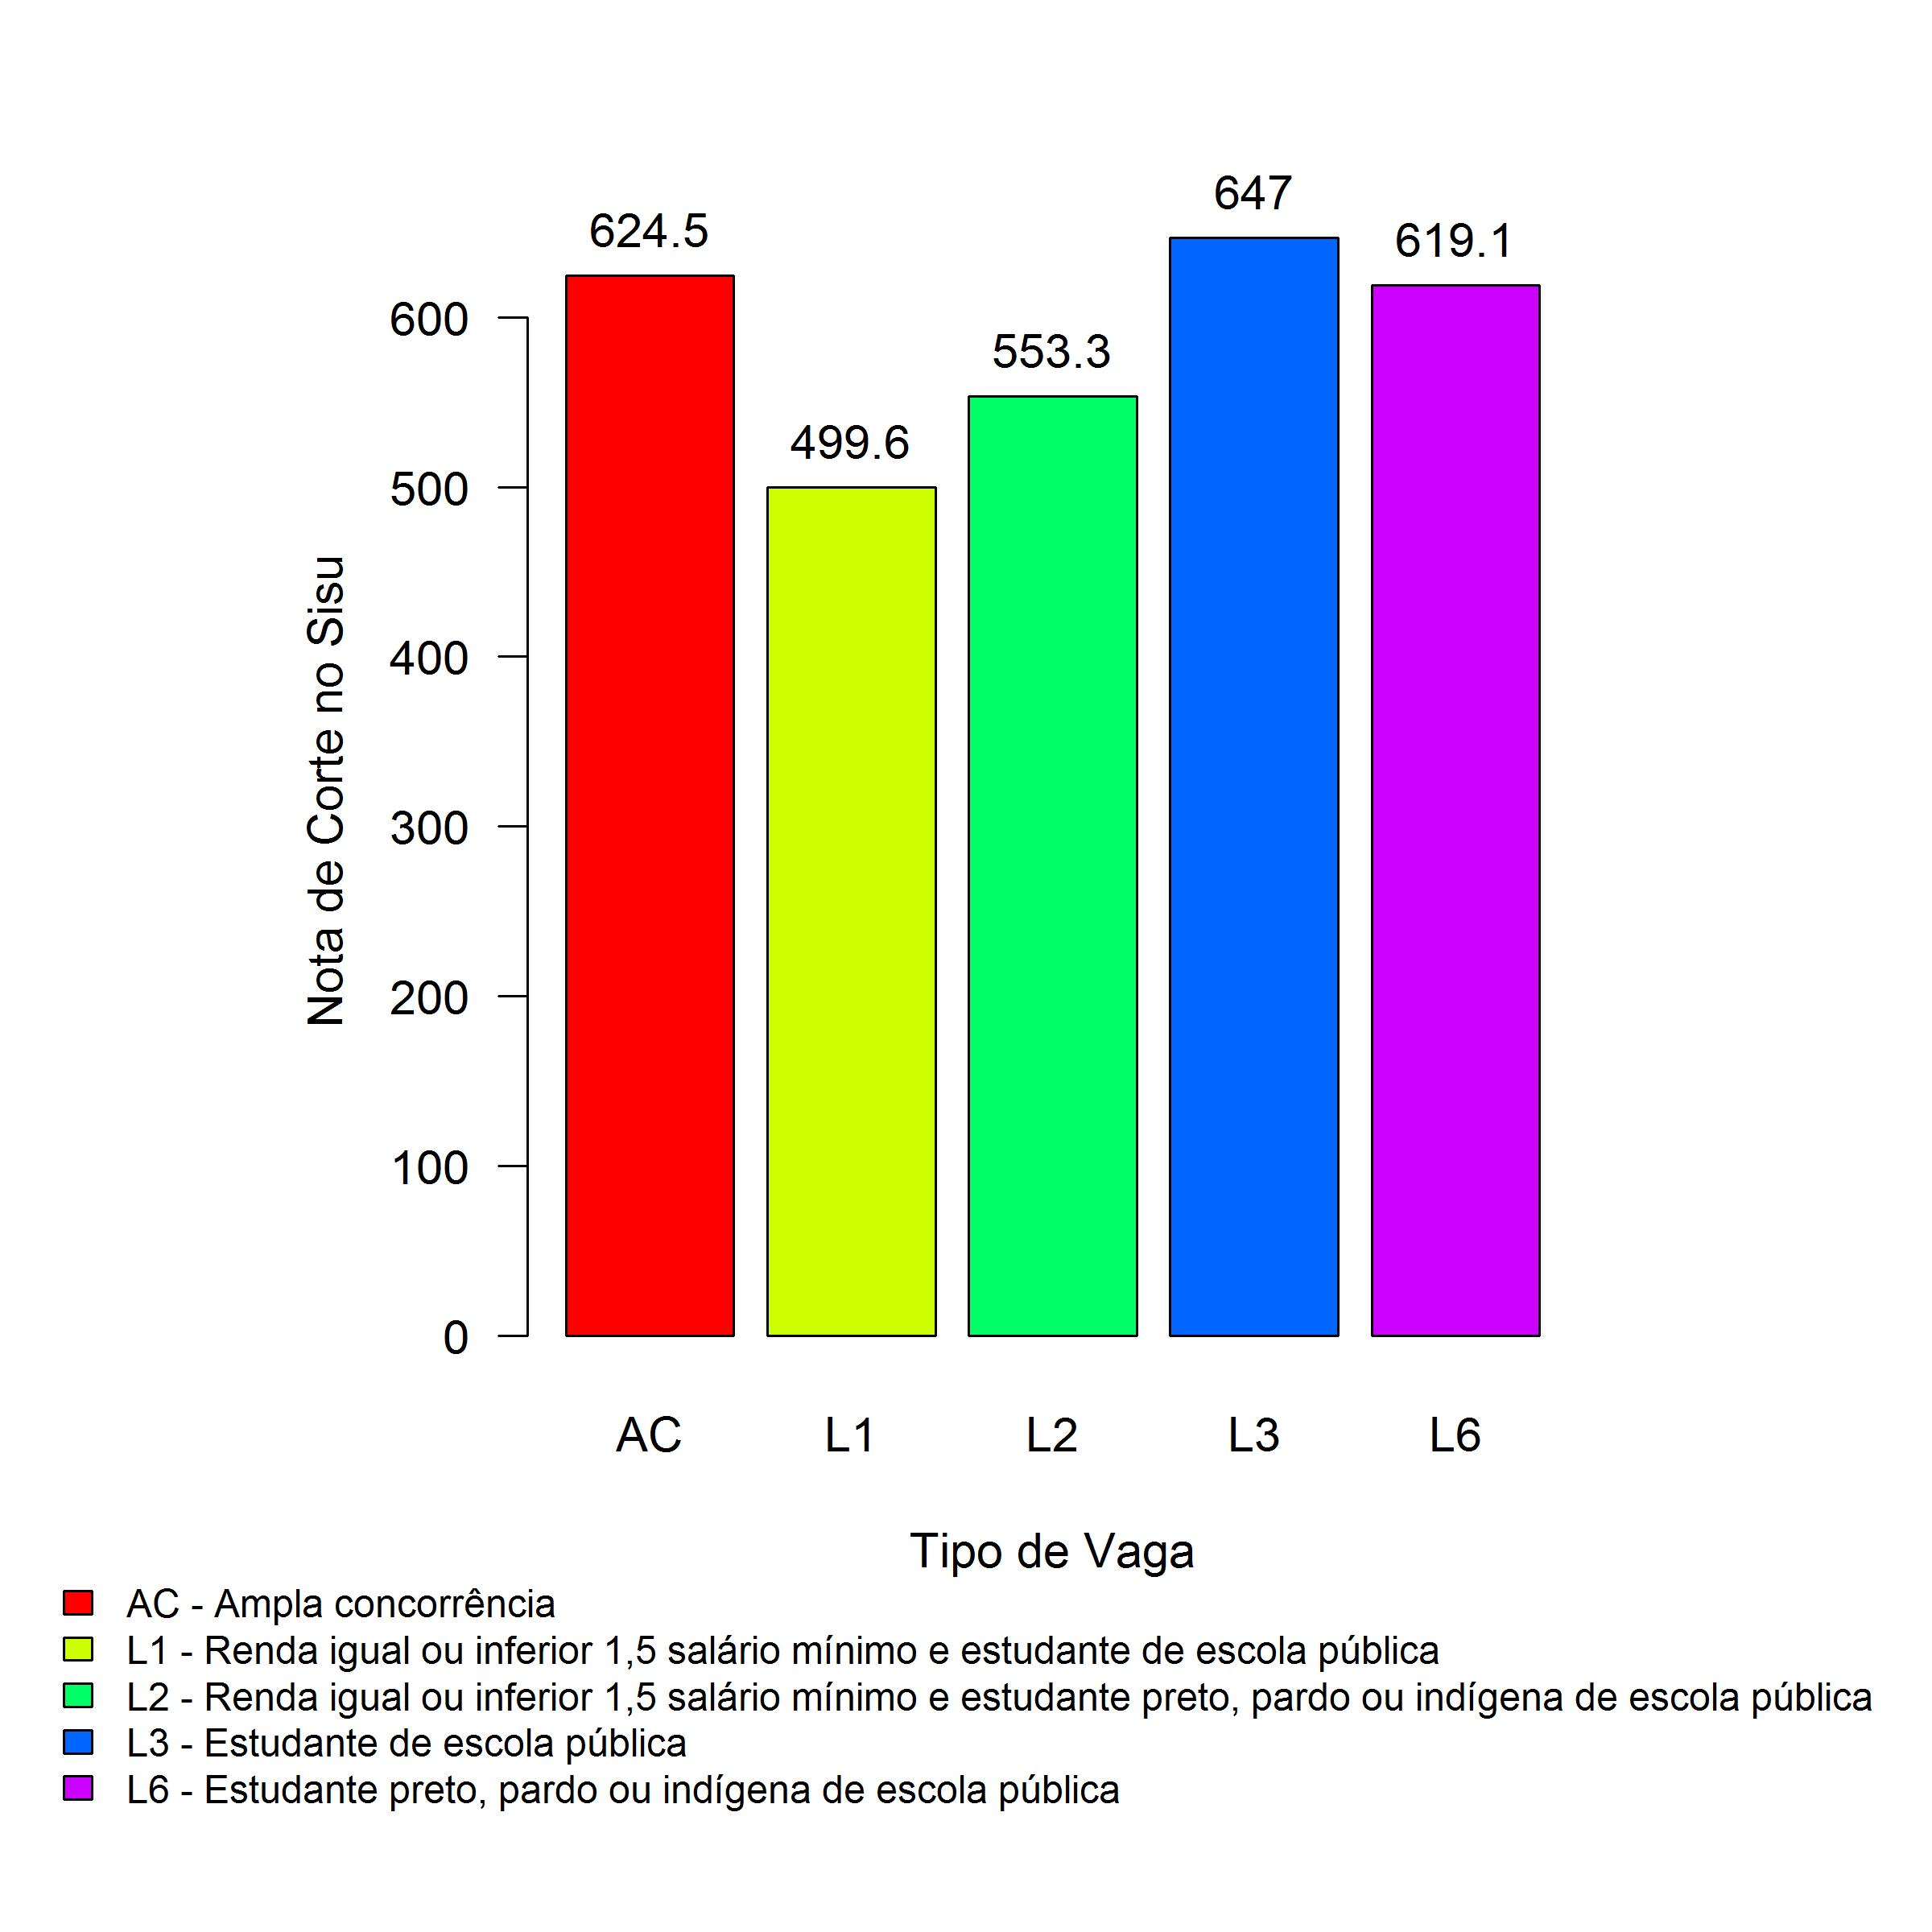 647
624.5
619.1
553.3
499.6
600
500
400
300
200
100
0
Nota de Corte no Sisu
AC L1 L2 L3 L6
Tipo de Vaga
AC - Ampla concorrência
L1 - Renda igual ou inferior 1,5 salário mínimo e estudante de escola pública
L2 - Renda igual ou inferior 1,5 salário mínimo e estudante preto, pardo ou indígena de escola pública
L3 - Estudante de escola pública
L6 - Estudante preto, pardo ou indígena de escola pública